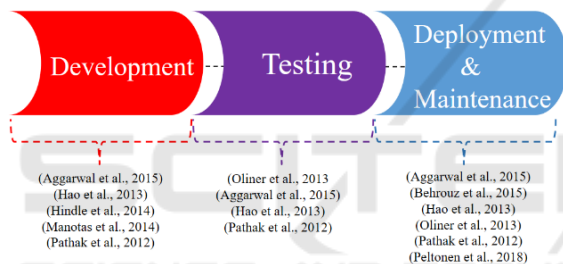 Development
Testing
Deployment
&
Maintenance
(Aggarwal et al., 2015)
(Hao et al., 2013)
(Hindle et al., 2014)
(Manotas et al., 2014)
(Pathak et al., 2012)
(Oliner et al., 2013
(Aggarwal et al., 2015)
(Hao et al., 2013)
(Pathak et al., 2012)
(Aggarwal et al., 2015)
(Behrouz et al., 2015)
(Hao et al., 2013)
(Oliner et al., 2013)
(Pathak et al., 2012)
(Peltonen et al., 2018)